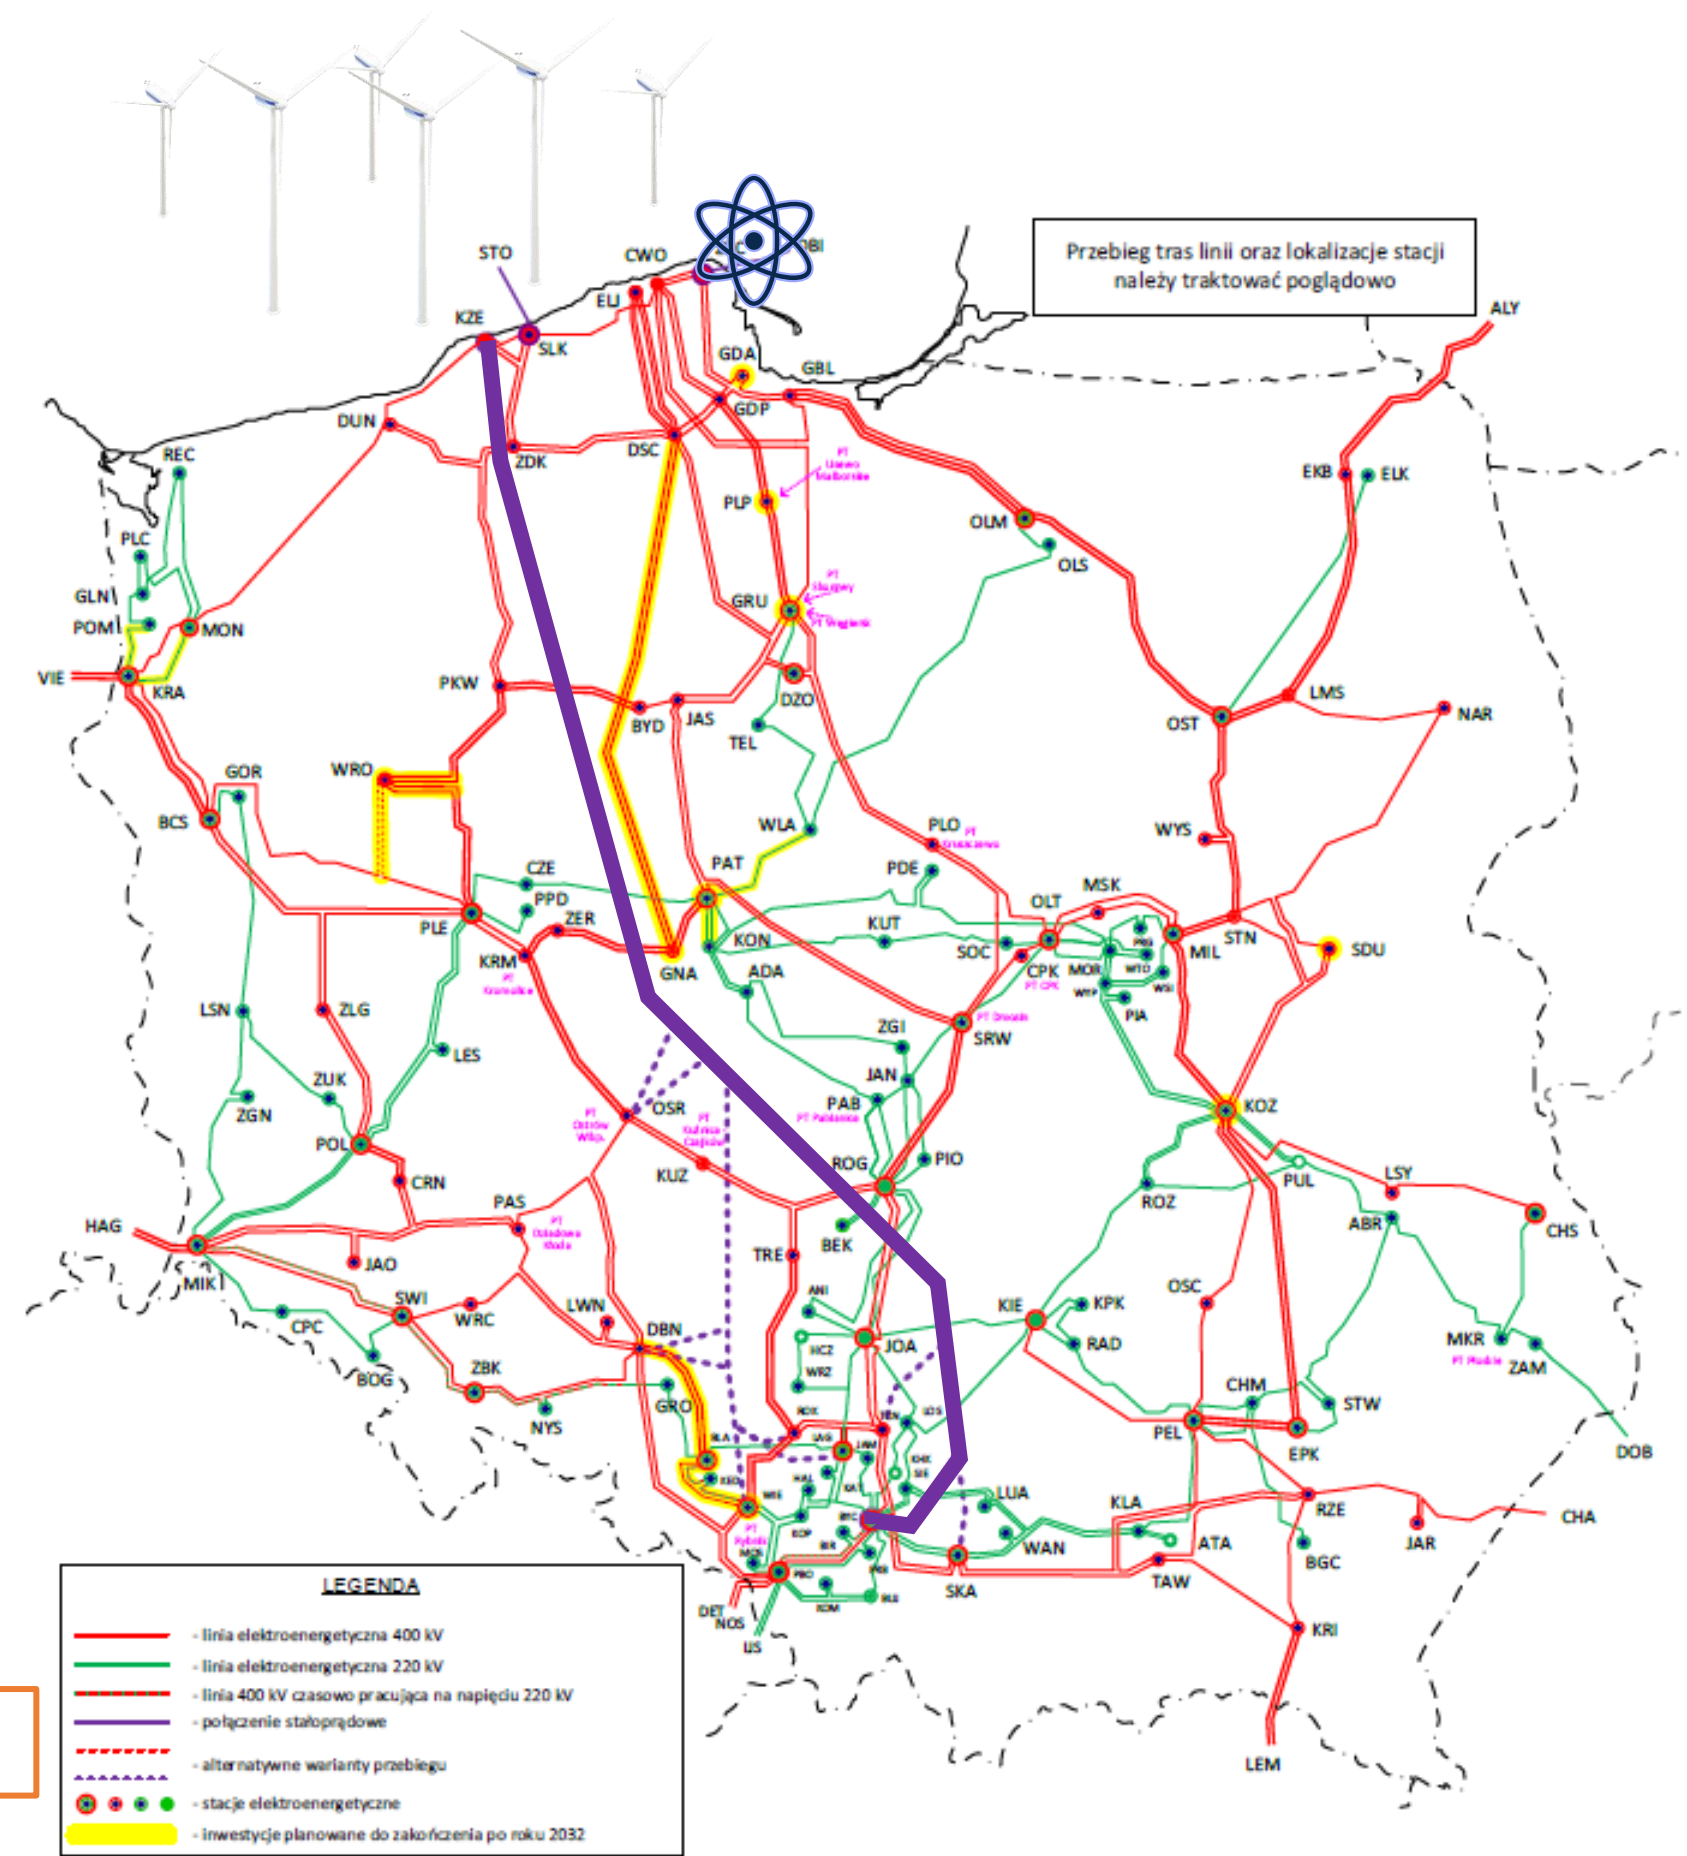 Przebieg tras linii oraz lokalizacje stacji
należy traktować poglądowo
STO
CWO
ELJ
KZE
SLK
ALY
GDA
GBL
GDP
DUN
ZDK
DSC
REC
EKB
ELK
PLP
OLM
PLC
OLS
GLN
GRU
POM
MON
VIE
KRA
PKW
DZO
LMS
BYD
JAS
OST
NAR
TEL
WRO
GOR
BCS
WLA
PLO
WYS
PAT
CZE
PDE
MSK
PPD
OLT
PLE
ZER
KUT
STN
KON
SOC
MIL
SDU
KRM
GNA
ADA
CPK
MOR
PT CPK
PIA
LSN
ZLG
ZGI
SRW
LES
JAN
ZUK
ZGN
OSR
PAB
KOZ
POL
ROG
PIO
KUZ
PUL
LSY
CRN
ROZ
PAS
ABR
CHS
HAG
BEK
TRE
JAO
MIK
ANI
OSC
SWI
LWN
KIE
KPK
CPC
WRC
DBN
HCZ
JOA
RAD
MKR
ZAM
WRZ
BOG
ZBK
GRO
CHM
STW
NYS
PEL
EPK
DOB
LUA
KLA
RZE
CHA
WAN
ATA
JAR
BGC
SKA
TAW
DET
NOS
LIS
KRI
LEM
LEGENDA
- linia elektroenergetyczna 400 kV
- linia elektroenergetyczna 220 kV
- linia 400 kV czasowo pracująca na napięciu 220 kV
- połączenie stałoprądowe
- alternatywne warianty przebiegu
- stacje elektroenergetyczne
- inwestycje planowane do zakończenia po roku 2032